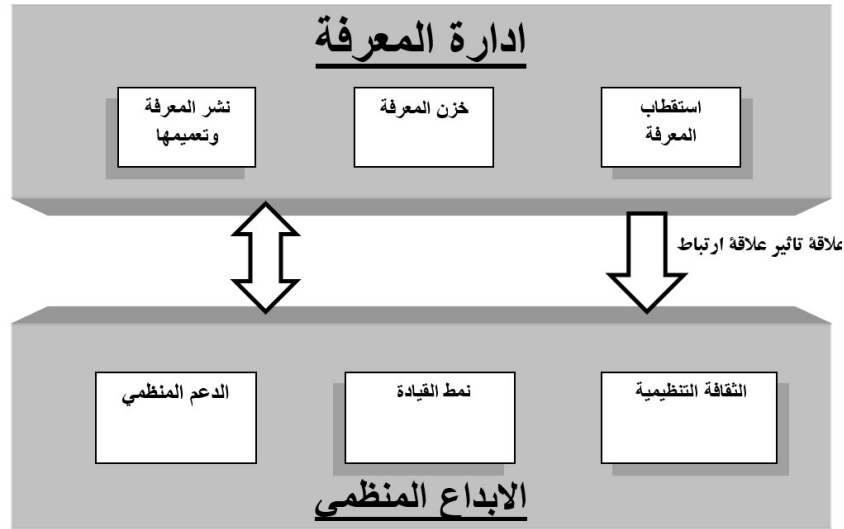 ادارة المعرفة
استقطاب
المعرفة
خزن المعرفة
نشر المعرفة
وتعميمها
علاقة تاثير علاقة ارتباط
الثقافة التنظيمية
نمط القيادة
الدعم المنظمي
الابداع المنظمي